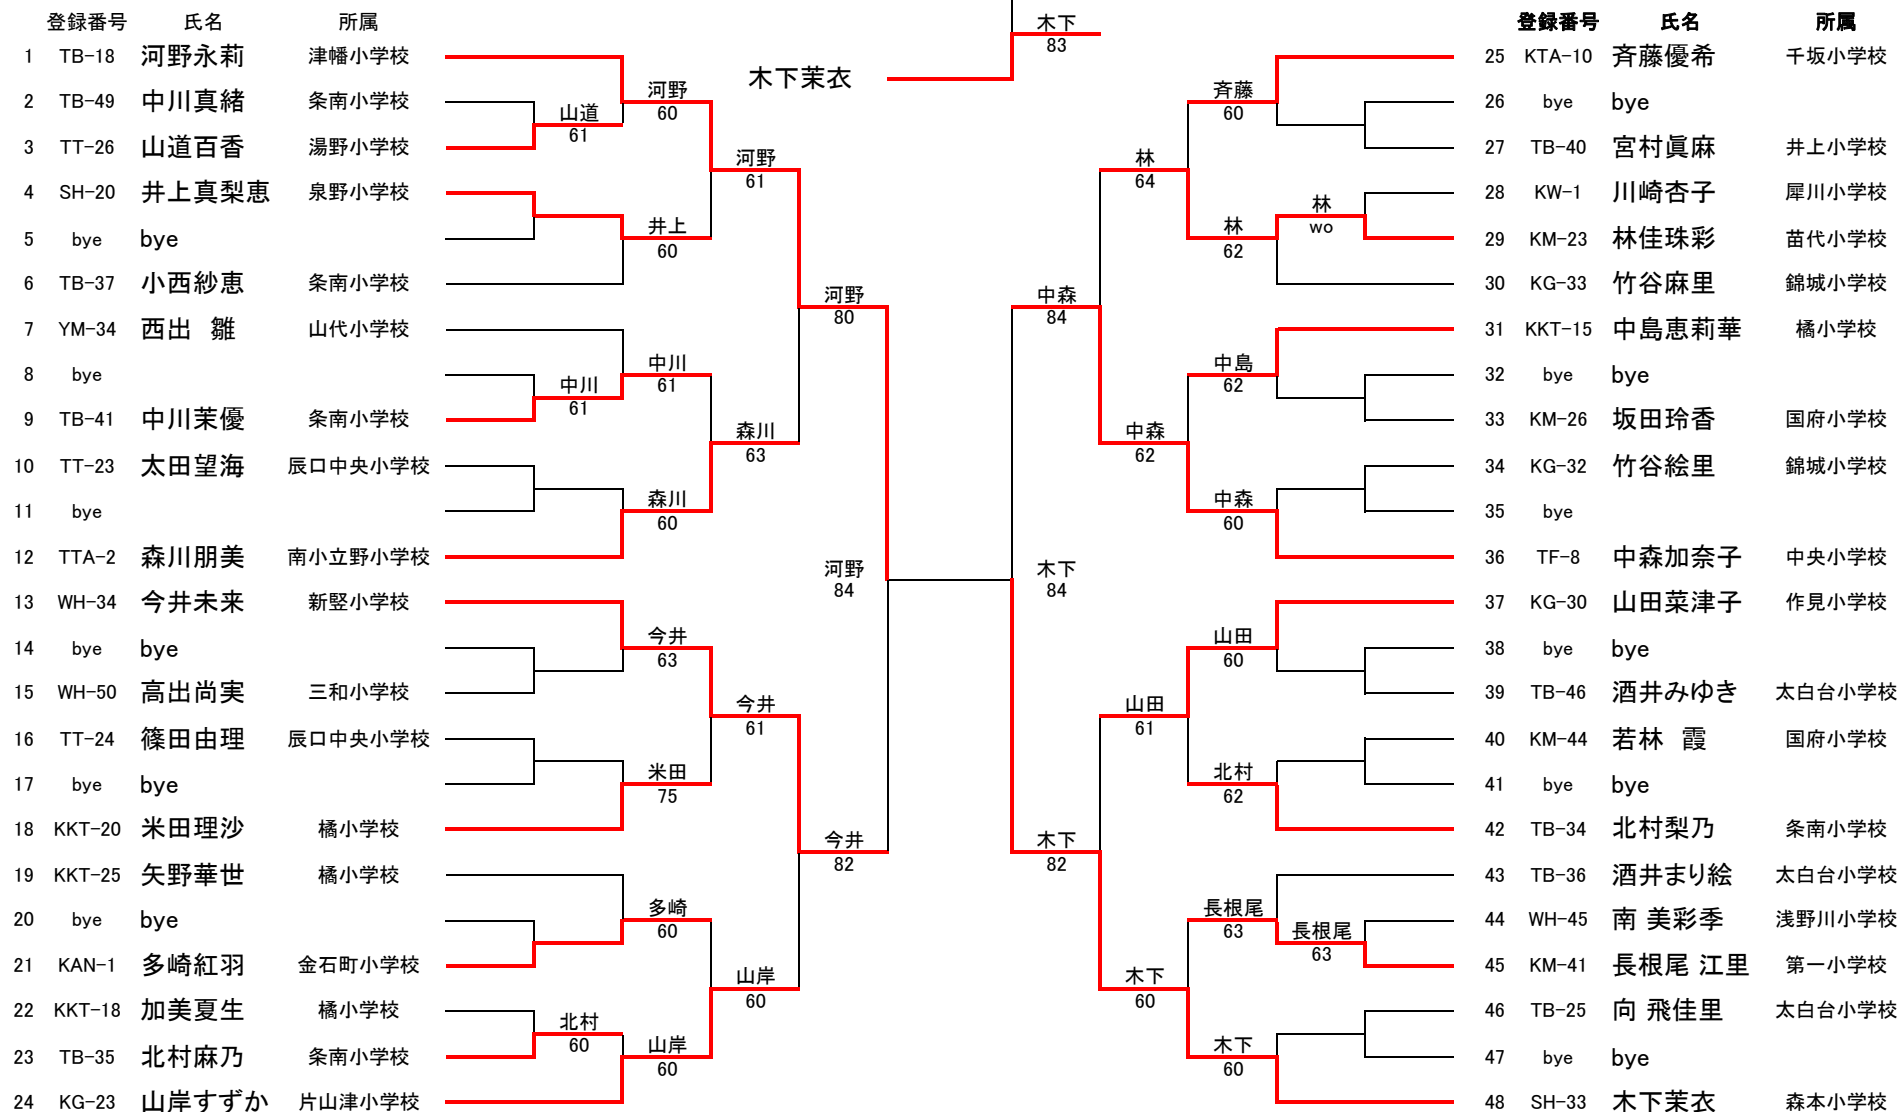 登録番号 氏名 所属
1 TB-18 河野永莉 津幡小学校
2 TB-49 中川真緒 条南小学校
3 TT-26 山道百香 湯野小学校
4 SH-20 井上真梨恵 泉野小学校
5 bye bye
6 TB-37 小西紗恵 条南小学校
7 YM-34 西出 雛 山代小学校
8 bye
9 TB-41 中川茉優 条南小学校
10 TT-23 太田望海 辰口中央小学校
11 bye
12 TTA-2 森川朋美 南小立野小学校
13 WH-34 今井未来 新竪小学校
14 bye bye
15 WH-50 高出尚実 三和小学校
16 TT-24 篠田由理 辰口中央小学校
17 bye bye
18 KKT-20 米田理沙 橘小学校
19 KKT-25 矢野華世 橘小学校
20 bye bye
21 KAN-1 多崎紅羽 金石町小学校
22 KKT-18 加美夏生 橘小学校
23 TB-35 北村麻乃 条南小学校
24 KG-23 山岸すずか 片山津小学校
山道
61
中川
61
北村
60
河野
60
井上
60
中川
61
森川
60
今井
63
米田
75
多崎
60
山岸
60
河野
61
森川
63
今井
61
山岸
60
河野
80
今井
82
河野
84
木下茉衣
木下
83
木下
84
中森
84
木下
82
林
64
中森
62
山田
61
木下
60
斉藤
60
林
62
中島
62
中森
60
山田
60
北村
62
長根尾
63
木下
60
林
wo
長根尾
63
登録番号 氏名 所属
25 KTA-10 斉藤優希 千坂小学校
26 bye bye
27 TB-40 宮村眞麻 井上小学校
28 KW-1 川崎杏子 犀川小学校
29 KM-23 林佳珠彩 苗代小学校
30 KG-33 竹谷麻里 錦城小学校
31 KKT-15 中島恵莉華 橘小学校
32 bye bye
33 KM-26 坂田玲香 国府小学校
34 KG-32 竹谷絵里 錦城小学校
35 bye
36 TF-8 中森加奈子 中央小学校
37 KG-30 山田菜津子 作見小学校
38 bye bye
39 TB-46 酒井みゆき 太白台小学校
40 KM-44 若林 霞 国府小学校
41 bye bye
42 TB-34 北村梨乃 条南小学校
43 TB-36 酒井まり絵 太白台小学校
44 WH-45 南 美彩季 浅野川小学校
45 KM-41 長根尾 江里 第一小学校
46 TB-25 向 飛佳里 太白台小学校
47 bye bye
48 SH-33 木下茉衣 森本小学校